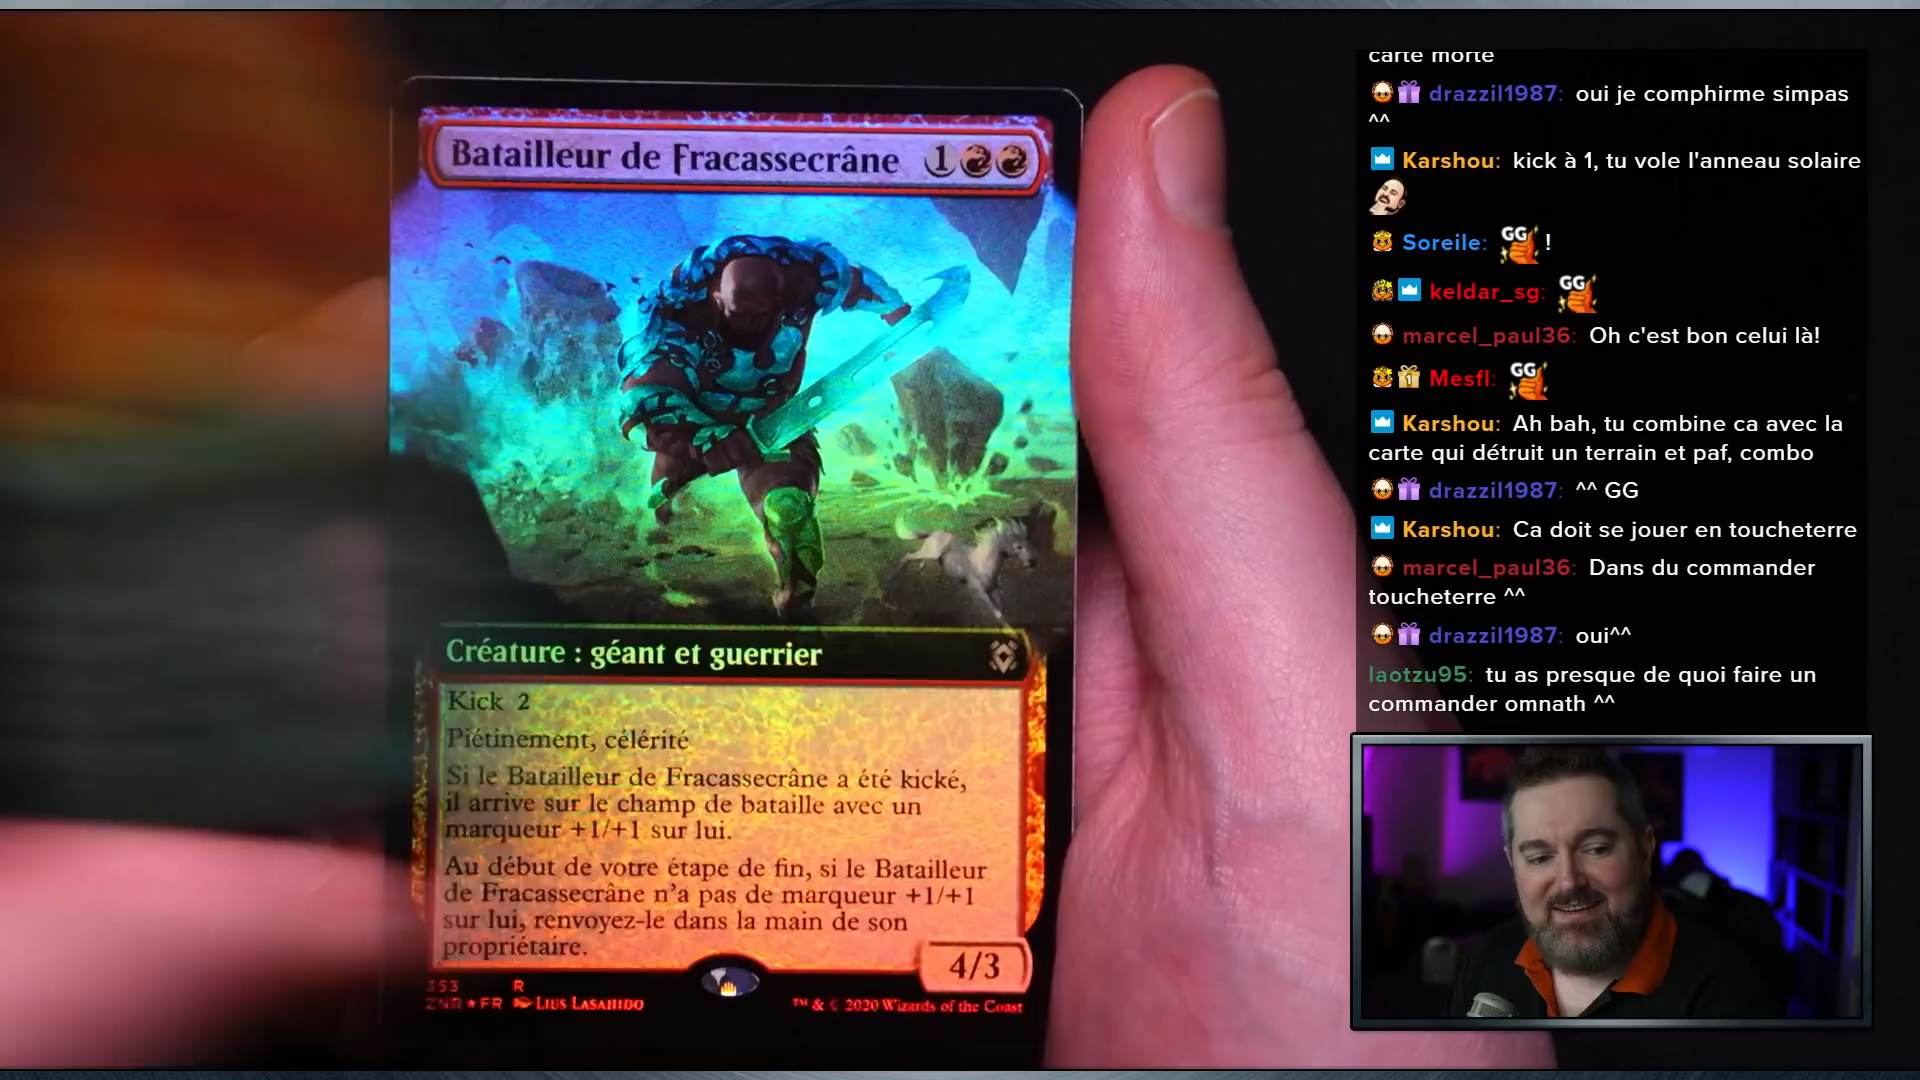 Batailleur de Fracassecrâne 1
Créature : géant et guerrier
Kick 2
Piétinement, célérité
Si le Batailleur de Fracassecrâne a été kické,
il arrive sur le champ de bataille avec un
marqueur +1/+1 sur lui.
Au début de votre étape de fin, si le Batailleur
de Fracassecrâne n'a pas de marqueur +1/+1
sur lui, renvoyez-le dans la main de son
propriétaire.
4/3
353 R
ZNR ★ FR Lius Lasahido
™ & © 2020 Wizards of the Coast
carte morte
drazzil1987: oui je comphirme simpas
^^
Karshou: kick à 1, tu vole l'anneau solaire
Soreile: GG !
keldar_sg: GG
marcel_paul36: Oh c'est bon celui là!
1 Mesfl: GG
Karshou: Ah bah, tu combine ca avec la
carte qui détruit un terrain et paf, combo
drazzil1987: ^^ GG
Karshou: Ca doit se jouer en toucheterre
marcel_paul36: Dans du commander
toucheterre ^^
drazzil1987: oui^^
laotzu95: tu as presque de quoi faire un
commander omnath ^^